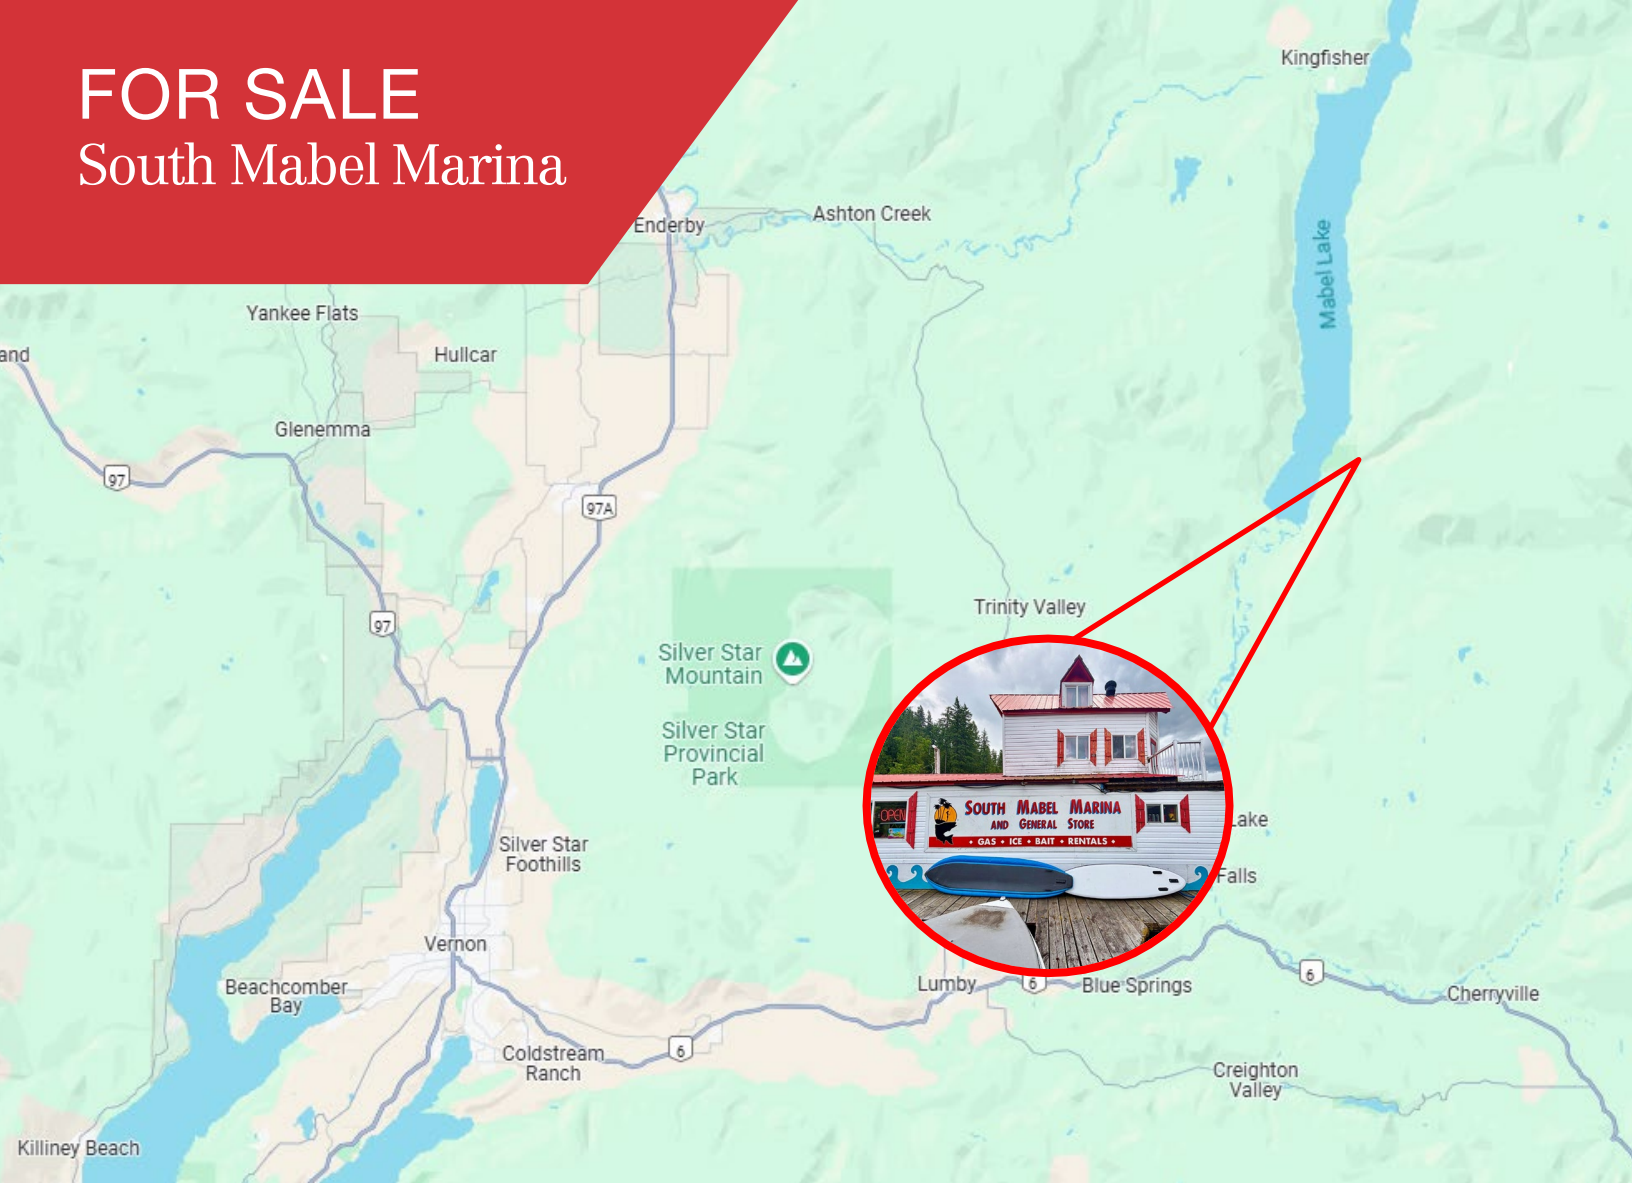 FOR SALE
South Mabel Marina
Kingfisher
Mabel Lake
Ashton Creek
Enderby
Yankee Flats
and
Hullcar
Glenemma
97
97A
97
Trinity Valley
Silver Star
Mountain
Silver Star
Provincial
Park
OPEN
SOUTH MABEL MARINA
AND GENERAL STORE
• GAS • ICE • BAIT • RENTALS •
Lake
Falls
Silver Star
Foothills
Vernon
Beachcomber
Bay
Lumby
6
Blue Springs
6
Cherryville
Coldstream
Ranch
6
Creighton
Valley
Killiney Beach